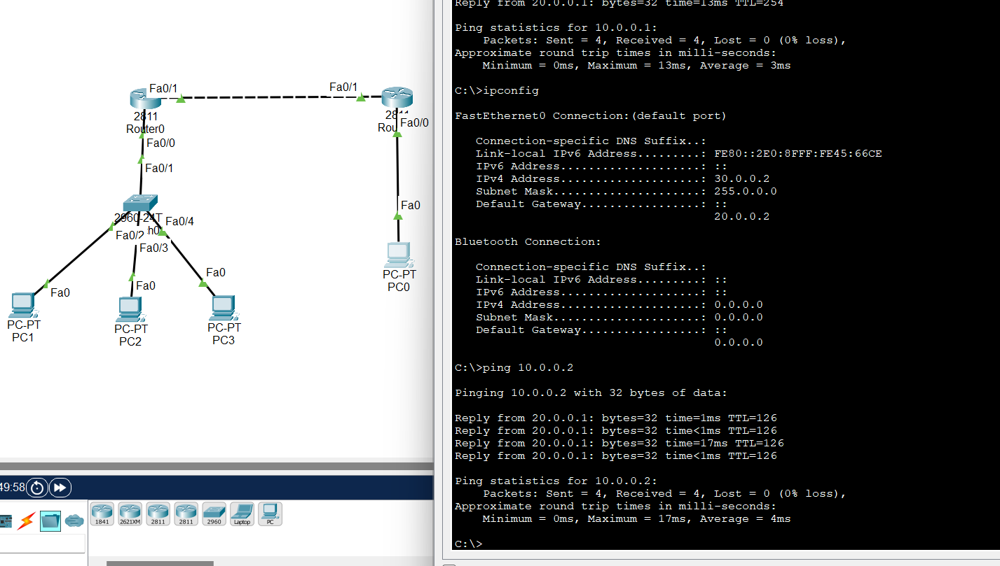 Fa0/1
Fa0/1
2811
Router0
Fa0/0
Rou
Fa0/0
Fa0/1
Fa0
2960-24T
h0
Fa0/4
Fa0/2
Fa0/3
Fa0
Fa0
Fa0
PC-PT
PC0
PC-PT
PC1
PC-PT
PC2
PC-PT
PC3
49:58
1841
2621XM
2811
2811
2960
Laptop
PC
Reply from 20.0.0.1: bytes=32 time=13ms TTL=254
Ping statistics for 10.0.0.1:
Packets: Sent = 4, Received = 4, Lost = 0 (0% loss),
Approximate round trip times in milli-seconds:
Minimum = 0ms, Maximum = 13ms, Average = 3ms
C:\>ipconfig
FastEthernet0 Connection:(default port)
Connection-specific DNS Suffix..:
Link-local IPv6 Address.........: FE80::2E0:8FFF:FE45:66CE
IPv6 Address....................: ::
IPv4 Address....................: 30.0.0.2
Subnet Mask.....................: 255.0.0.0
Default Gateway.................: ::
20.0.0.2
Bluetooth Connection:
Connection-specific DNS Suffix..:
Link-local IPv6 Address.........: ::
IPv6 Address....................: ::
IPv4 Address....................: 0.0.0.0
Subnet Mask.....................: 0.0.0.0
Default Gateway.................: ::
0.0.0.0
C:\>ping 10.0.0.2
Pinging 10.0.0.2 with 32 bytes of data:
Reply from 20.0.0.1: bytes=32 time=1ms TTL=126
Reply from 20.0.0.1: bytes=32 time<1ms TTL=126
Reply from 20.0.0.1: bytes=32 time=17ms TTL=126
Reply from 20.0.0.1: bytes=32 time<1ms TTL=126
Ping statistics for 10.0.0.2:
Packets: Sent = 4, Received = 4, Lost = 0 (0% loss),
Approximate round trip times in milli-seconds:
Minimum = 0ms, Maximum = 17ms, Average = 4ms
C:\>